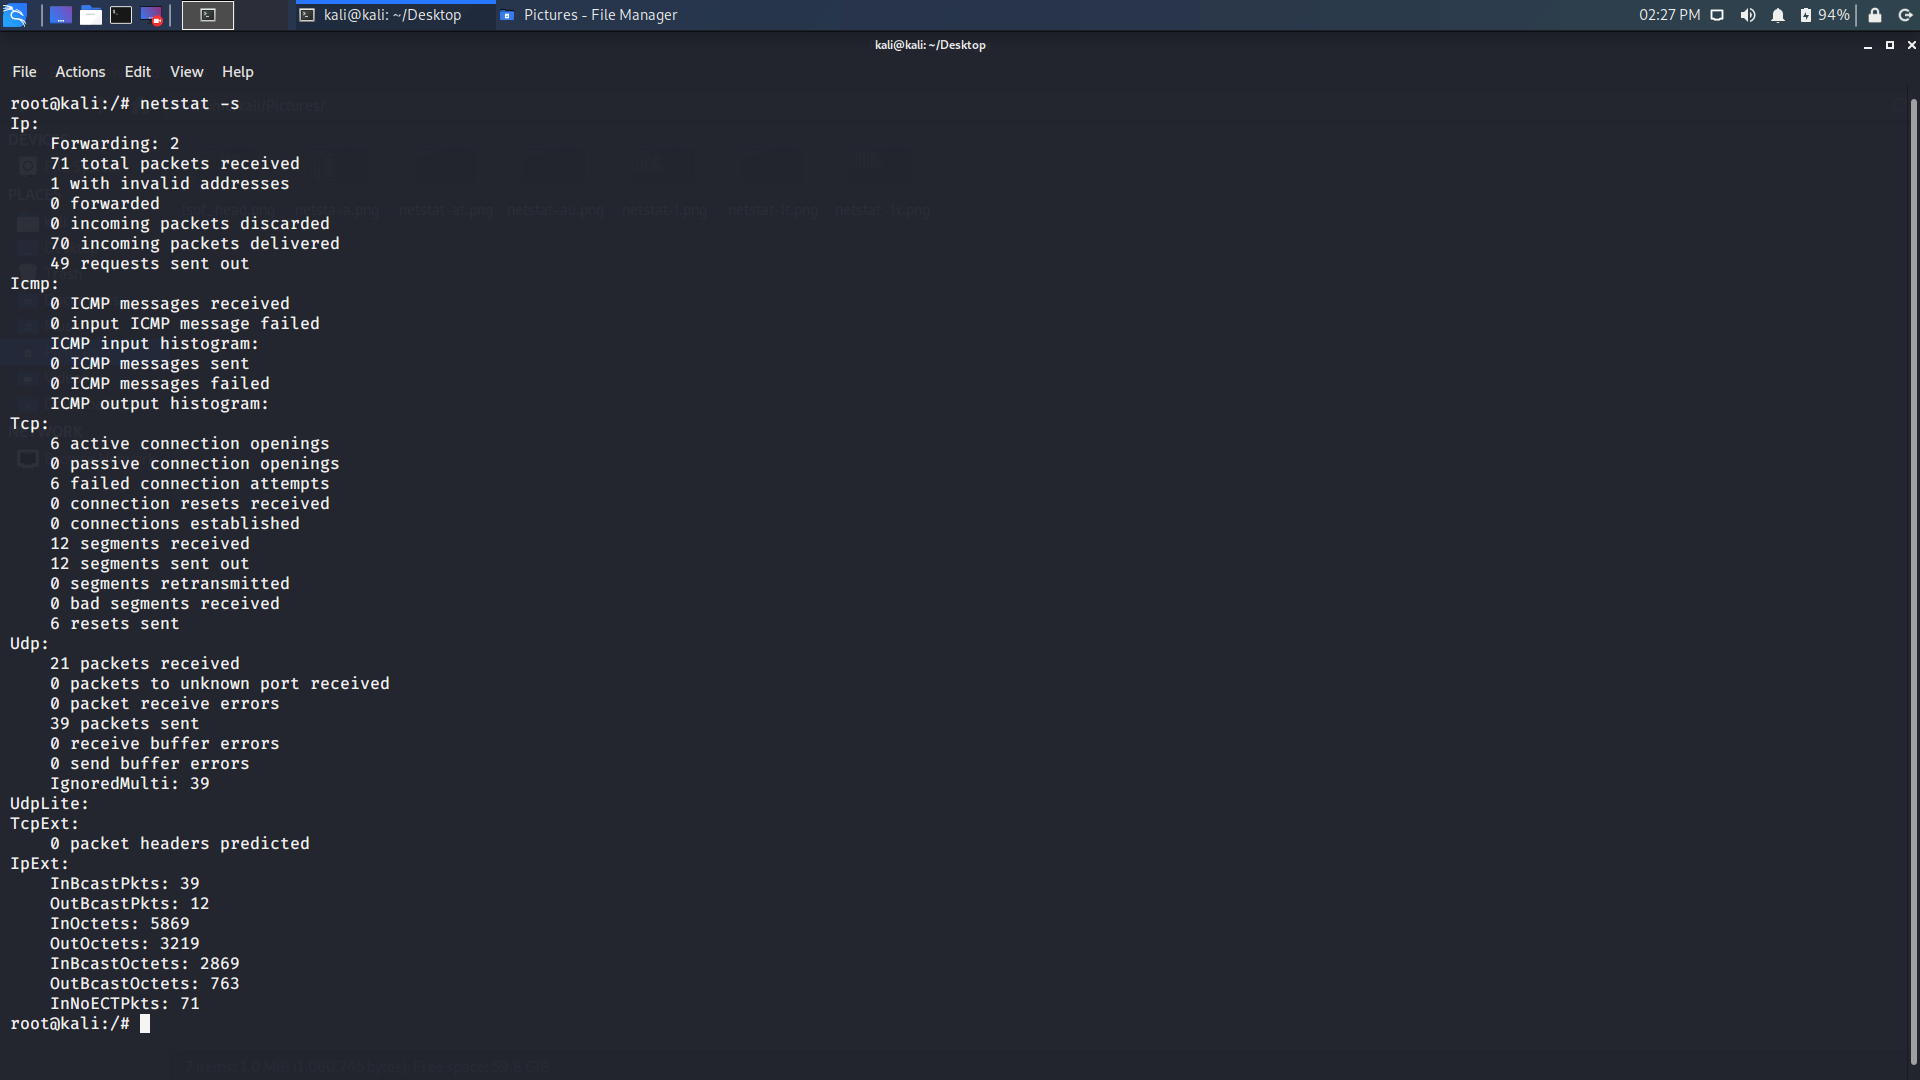 kali@kali: ~/Desktop
Pictures - File Manager
02:27 PM
94%
kali@kali: ~/Desktop
File Actions Edit View Help
root@kali:/# netstat -s
Ip:
    Forwarding: 2
    71 total packets received
    1 with invalid addresses
    0 forwarded
    0 incoming packets discarded
    70 incoming packets delivered
    49 requests sent out
Icmp:
    0 ICMP messages received
    0 input ICMP message failed
    ICMP input histogram:
    0 ICMP messages sent
    0 ICMP messages failed
    ICMP output histogram:
Tcp:
    6 active connection openings
    0 passive connection openings
    6 failed connection attempts
    0 connection resets received
    0 connections established
    12 segments received
    12 segments sent out
    0 segments retransmitted
    0 bad segments received
    6 resets sent
Udp:
    21 packets received
    0 packets to unknown port received
    0 packet receive errors
    39 packets sent
    0 receive buffer errors
    0 send buffer errors
    IgnoredMulti: 39
UdpLite:
TcpExt:
    0 packet headers predicted
IpExt:
    InBcastPkts: 39
    OutBcastPkts: 12
    InOctets: 5869
    OutOctets: 3219
    InBcastOctets: 2869
    OutBcastOctets: 763
    InNoECTPkts: 71
root@kali:/#